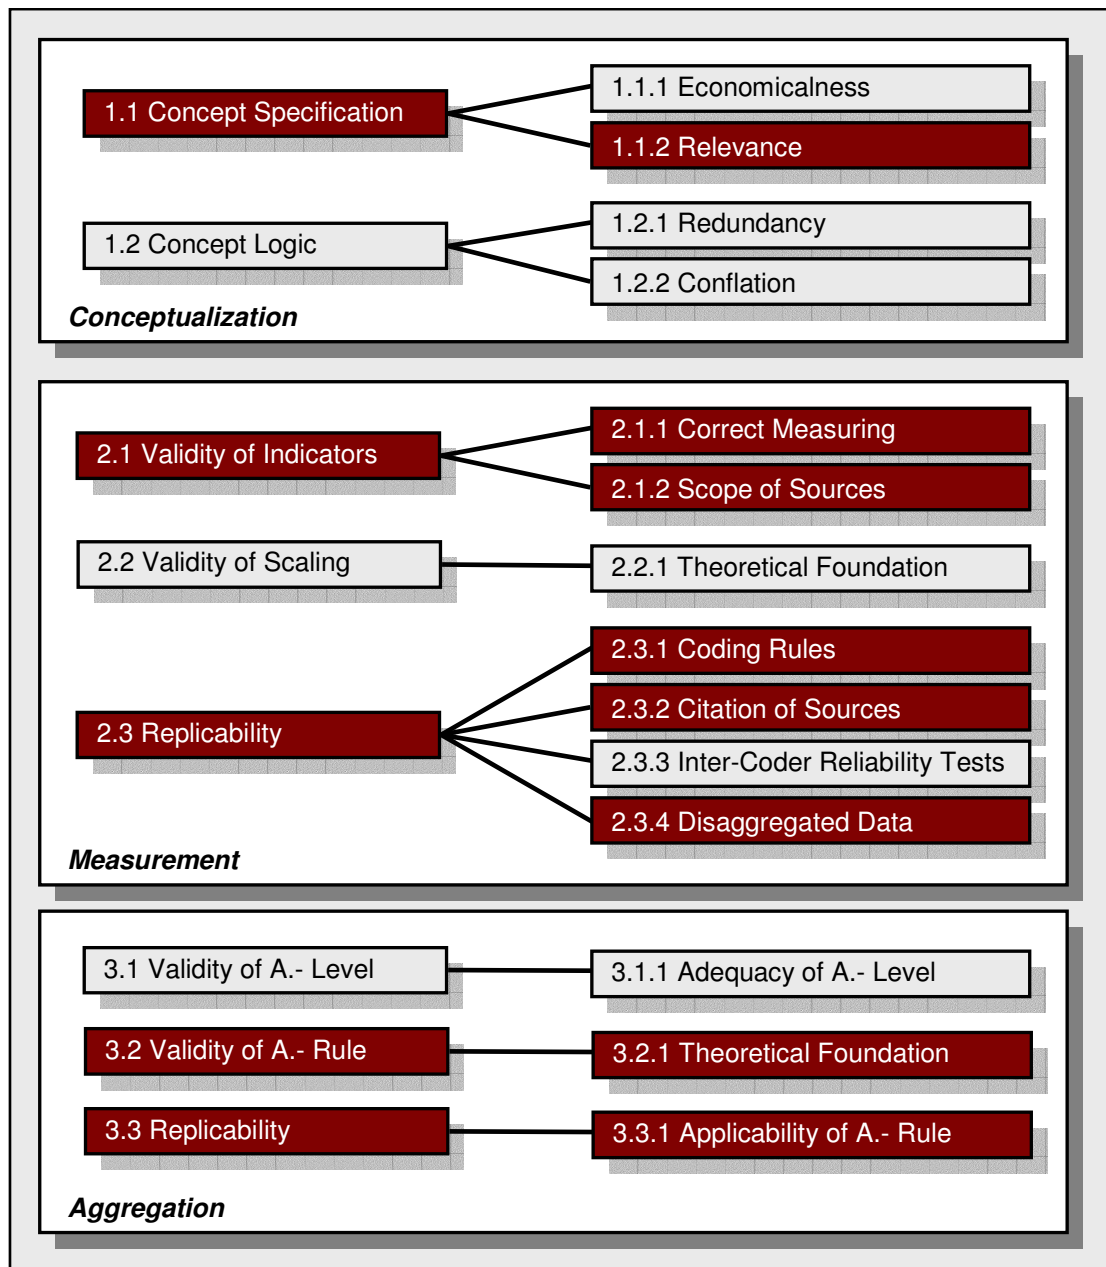 1.1 Concept Specification
1.1.1 Economicalness
1.1.2 Relevance
1.2 Concept Logic
1.2.1 Redundancy
1.2.2 Conflation
Conceptualization
2.1 Validity of Indicators
2.1.1 Correct Measuring
2.1.2 Scope of Sources
2.2 Validity of Scaling
2.2.1 Theoretical Foundation
2.3 Replicability
2.3.1 Coding Rules
2.3.2 Citation of Sources
2.3.3 Inter-Coder Reliability Tests
2.3.4 Disaggregated Data
Measurement
3.1 Validity of A.- Level
3.1.1 Adequacy of A.- Level
3.2 Validity of A.- Rule
3.2.1 Theoretical Foundation
3.3 Replicability
3.3.1 Applicability of A.- Rule
Aggregation